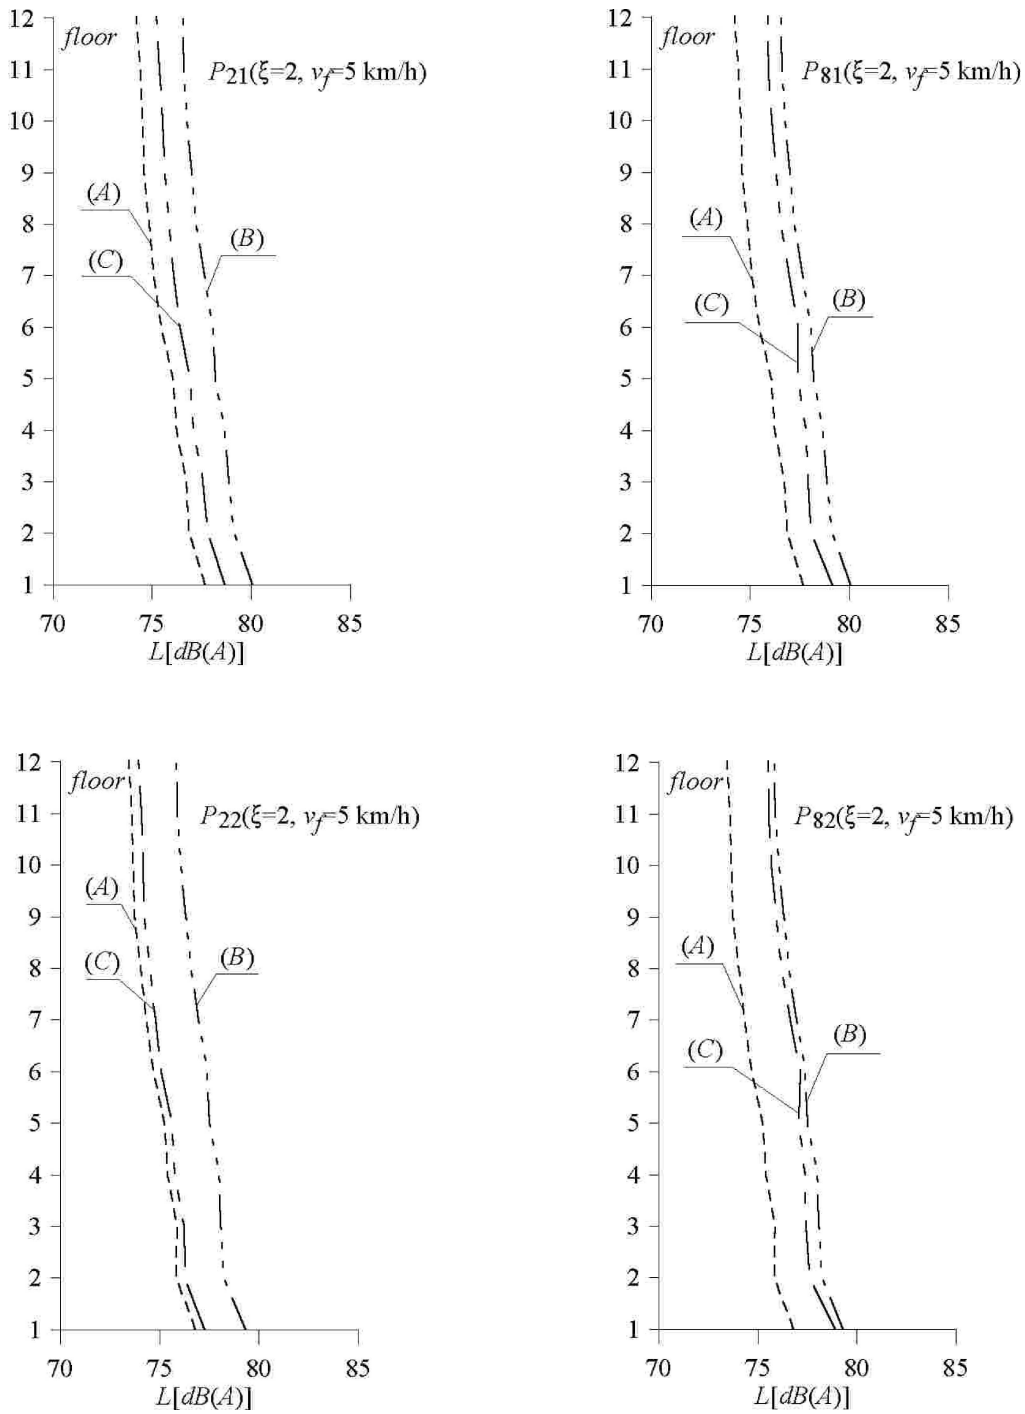 12
floor
11
P21(ξ=2, vf=5 km/h)
10
9
(A)
8
(B)
(C)
7
6
5
4
3
2
1
70 75 80 85
L[dB(A)]
12
floor
11
P81(ξ=2, vf=5 km/h)
10
9
(A)
8
7
(C)
(B)
6
5
4
3
2
1
70 75 80 85
L[dB(A)]
12
floor
11
P22(ξ=2, vf=5 km/h)
10
(A)
9
(C)
(B)
8
7
6
5
4
3
2
1
70 75 80 85
L[dB(A)]
12
floor
11
P82(ξ=2, vf=5 km/h)
10
9
(A)
8
7
(B)
(C)
6
5
4
3
2
1
70 75 80 85
L[dB(A)]